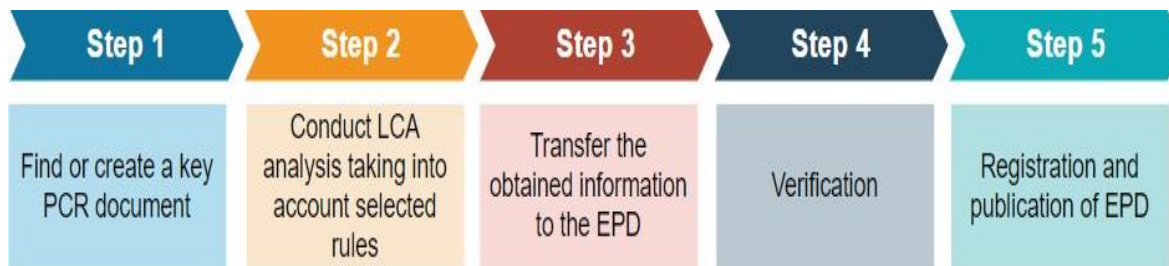 Step 1
Step 2
Step 3
Step 4
Step 5
Find or create a key
PCR document
Conduct LCA
analysis taking into
account selected
rules
Transfer the
obtained information
to the EPD
Verification
Registration and
publication of EPD